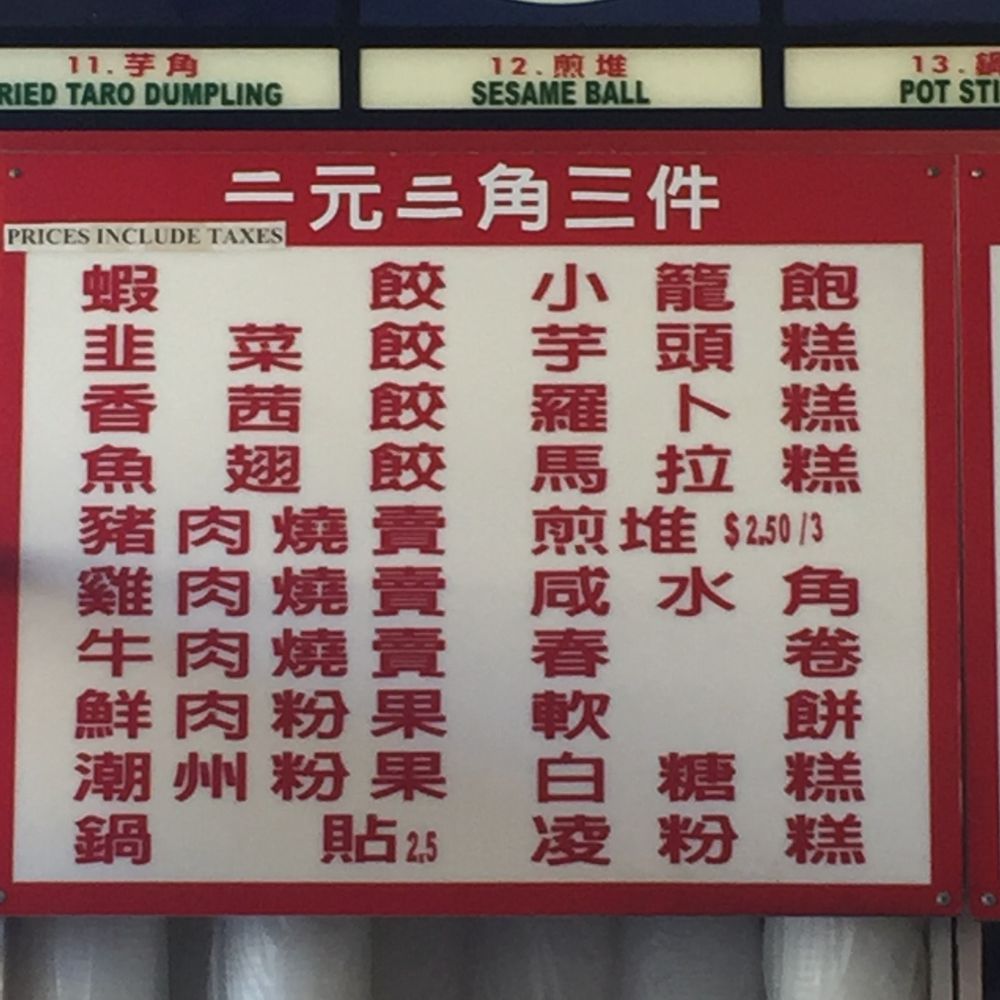 11.芋角
RIED TARO DUMPLING
12.煎堆
SESAME BALL
13.鍋
POT STI
二元二角三件
PRICES INCLUDE TAXES
蝦餃
韭菜餃
香茜餃
魚翅餃
豬肉燒賣
雞肉燒賣
牛肉燒賣
鮮肉粉果
潮州粉果
鍋貼2.5
小籠飽
芋頭糕
羅卜糕
馬拉糕
煎堆 $2.50/3
咸水角
春卷
軟餅
白糖糕
凌粉糕